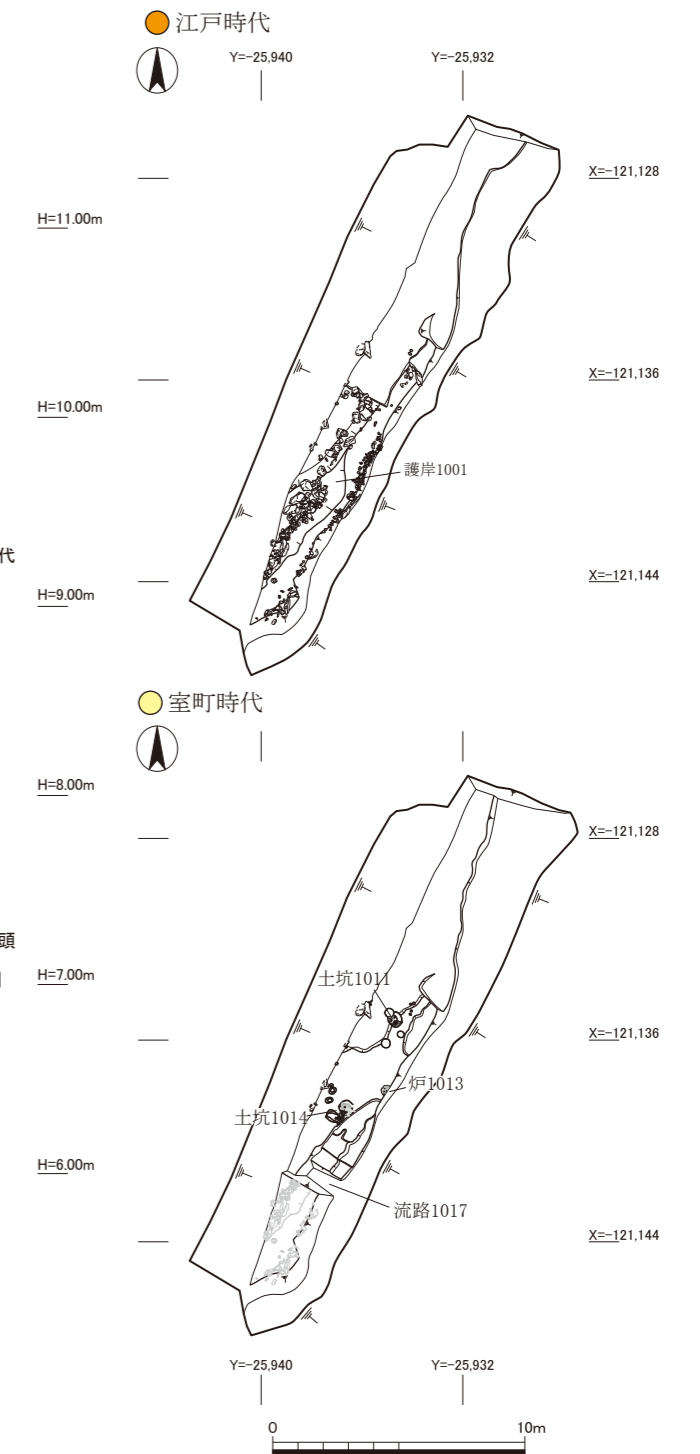 江戸時代
Y=-25,940 Y=-25,932
X=-121,128
H=11.00m
X=-121,136
H=10.00m
護岸1001
代
X=-121,144
H=9.00m
室町時代
H=8.00m
X=-121,128
頭
H=7.00m
土坑1011
X=-121,136
炉1013
土坑1014
H=6.00m
流路1017
X=-121,144
Y=-25,940 Y=-25,932
0 10m